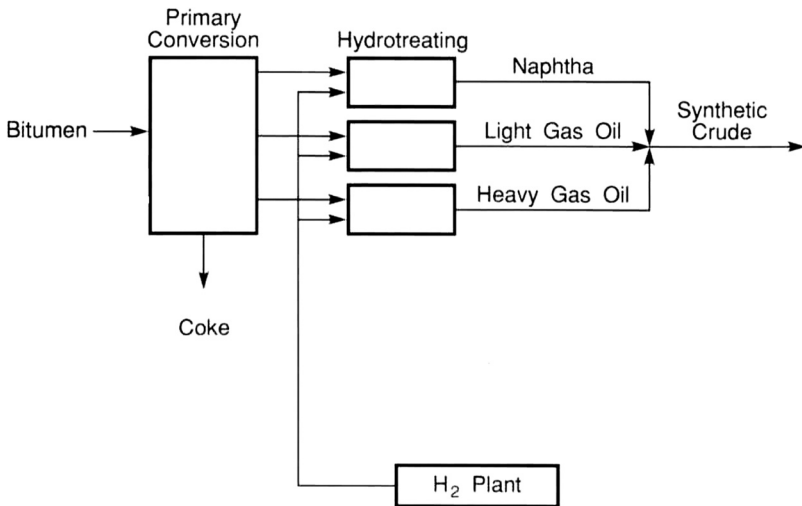 Primary
Conversion
Hydrotreating
Naphtha
Bitumen
Light Gas Oil
Synthetic
Crude
Heavy Gas Oil
Coke
H₂ Plant